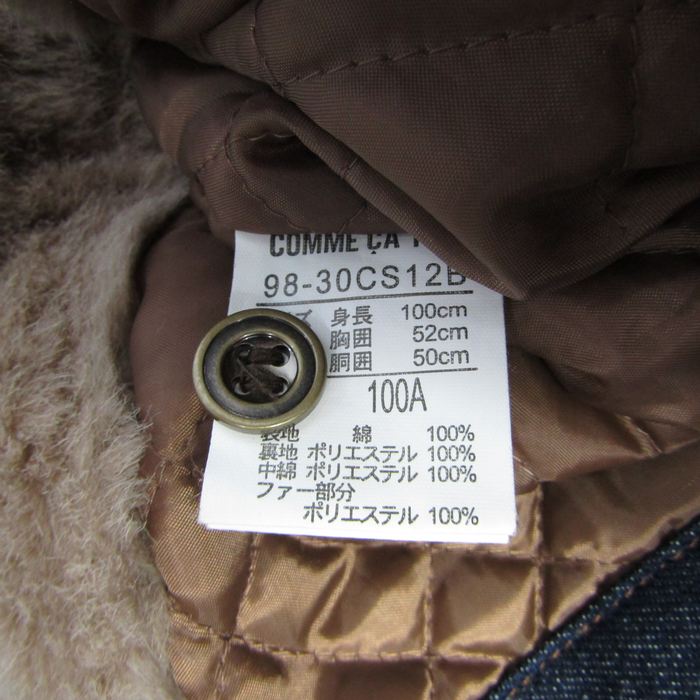 COMME ÇA
98-30CS12B
身長 100cm
胸囲 52cm
胴囲 50cm
100A
表地 綿 100%
裏地 ポリエステル 100%
中綿 ポリエステル 100%
ファー部分
ポリエステル 100%